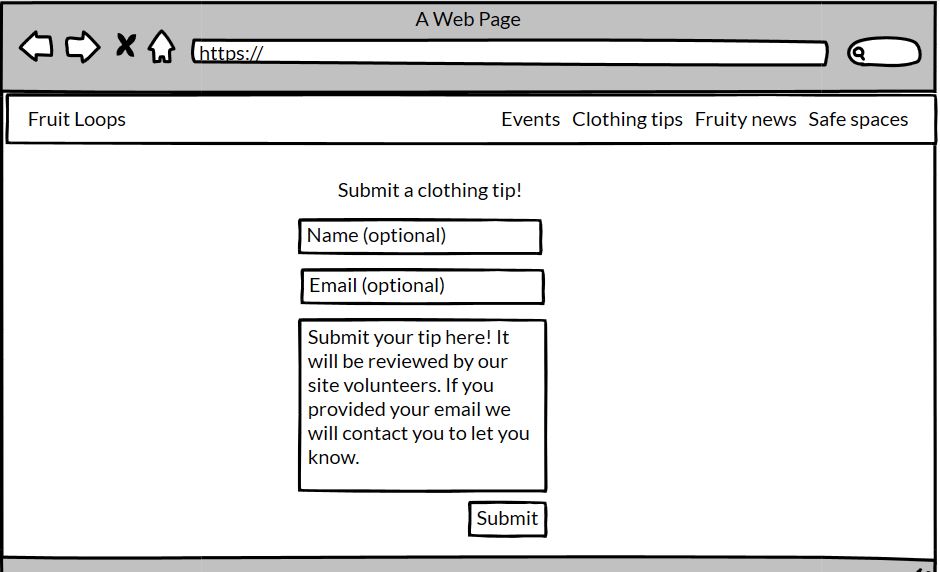 A Web Page
https://
Fruit Loops Events Clothing tips Fruity news Safe spaces
Submit a clothing tip!
Name (optional)
Email (optional)
Submit your tip here! It
will be reviewed by our
site volunteers. If you
provided your email we
will contact you to let you
know.
Submit